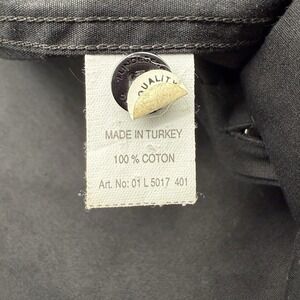 QUALITY
MADE IN TURKEY
100 % COTON
Art. No: 01 L 5017 401